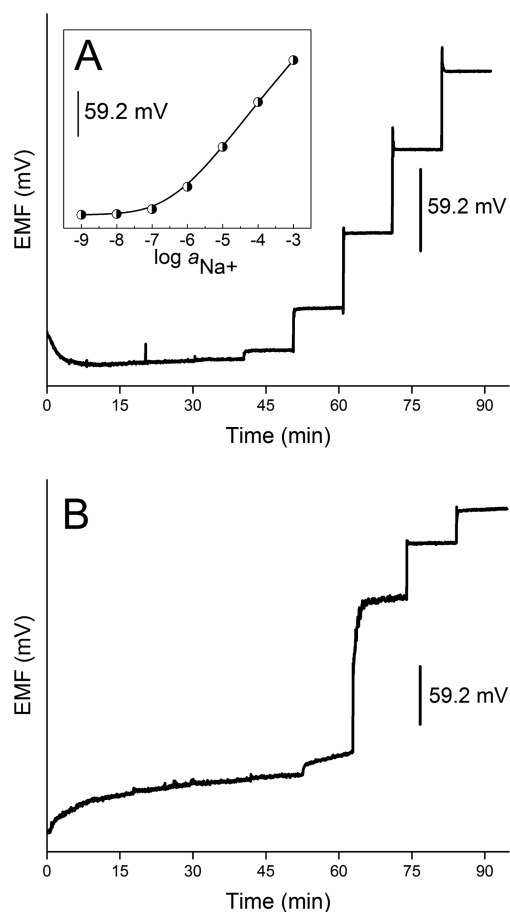 A
59.2 mV
-9 -8 -7 -6 -5 -4 -3
log aNa+
EMF (mV)
59.2 mV
0 15 30 45 60 75 90
Time (min)
B
EMF (mV)
59.2 mV
0 15 30 45 60 75 90
Time (min)